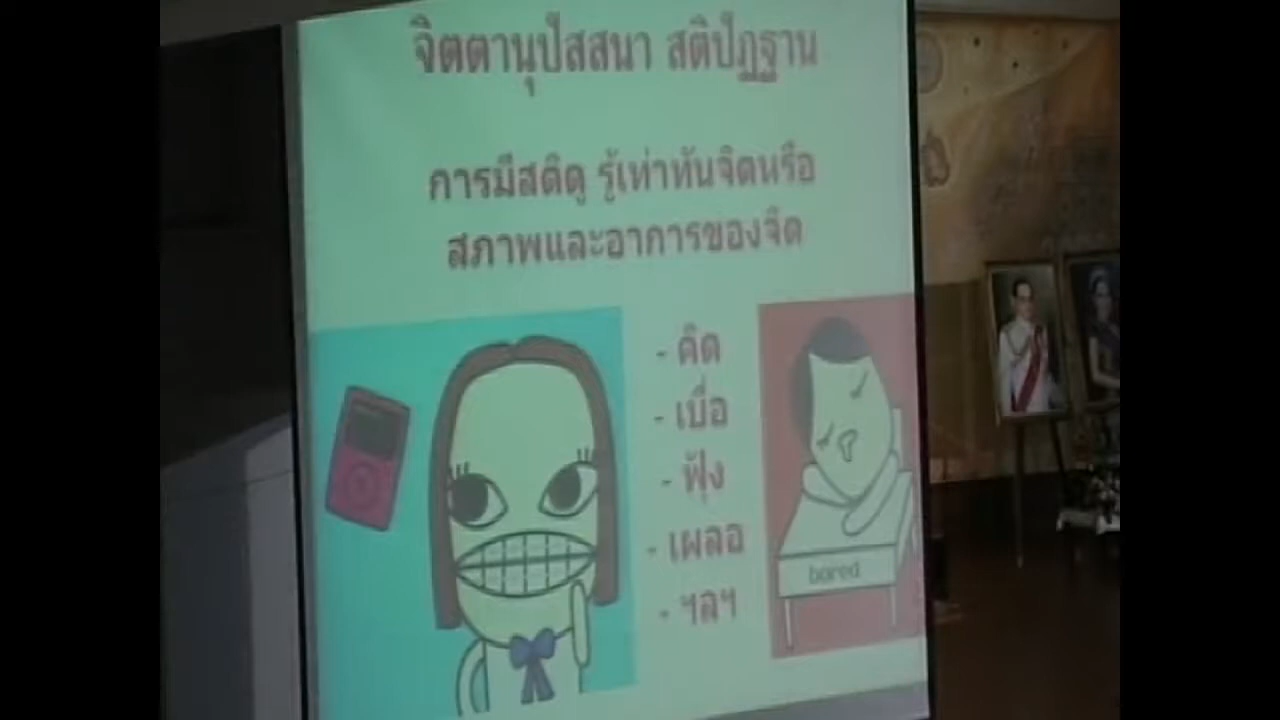 จิตตานุปัสสนา สติปัฏฐาน
การมีสติดู รู้เท่าทันจิตหรือ
สภาพและอาการของจิต
- คิด
- เบื่อ
- ฟุ้ง
- เผลอ
- ฯลฯ
bored